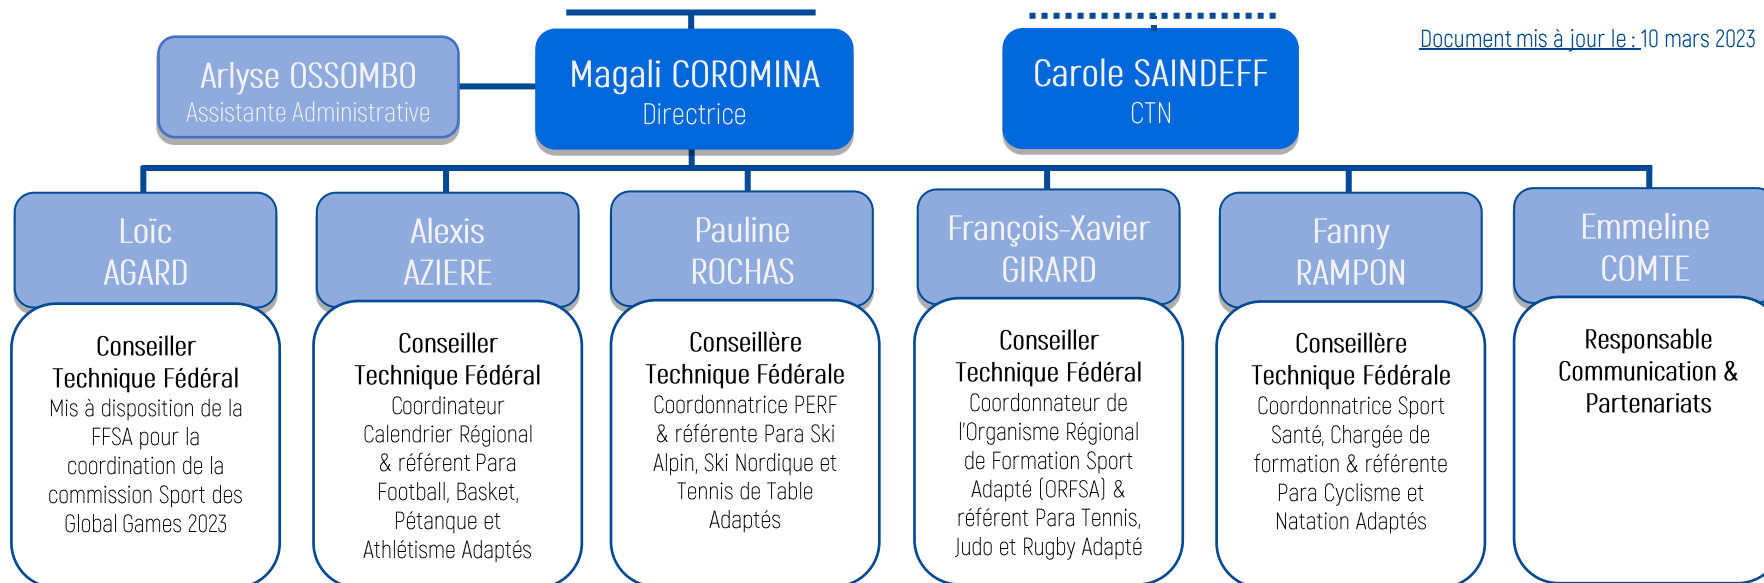 Document mis à jour le : 10 mars 2023
Arlyse OSSOMBO
Assistante Administrative
Magali COROMINA
Directrice
Carole SAINDEFF
CTN
Loïc
AGARD
Conseiller
Technique Fédéral
Mis à disposition de la
FFSA pour la
coordination de la
commission Sport des
Global Games 2023
Alexis
AZIERE
Conseiller
Technique Fédéral
Coordinateur
Calendrier Régional
& référent Para
Football, Basket,
Pétanque et
Athlétisme Adaptés
Pauline
ROCHAS
Conseillère
Technique Fédérale
Coordonnatrice PERF
& référente Para Ski
Alpin, Ski Nordique et
Tennis de Table
Adaptés
François-Xavier
GIRARD
Conseiller
Technique Fédéral
Coordonnateur de
l'Organisme Régional
de Formation Sport
Adapté (ORFSA) &
référent Para Tennis,
Judo et Rugby Adapté
Fanny
RAMPON
Conseillère
Technique Fédérale
Coordonnatrice Sport
Santé, Chargée de
formation & référente
Para Cyclisme et
Natation Adaptés
Emmeline
COMTE
Responsable
Communication &
Partenariats